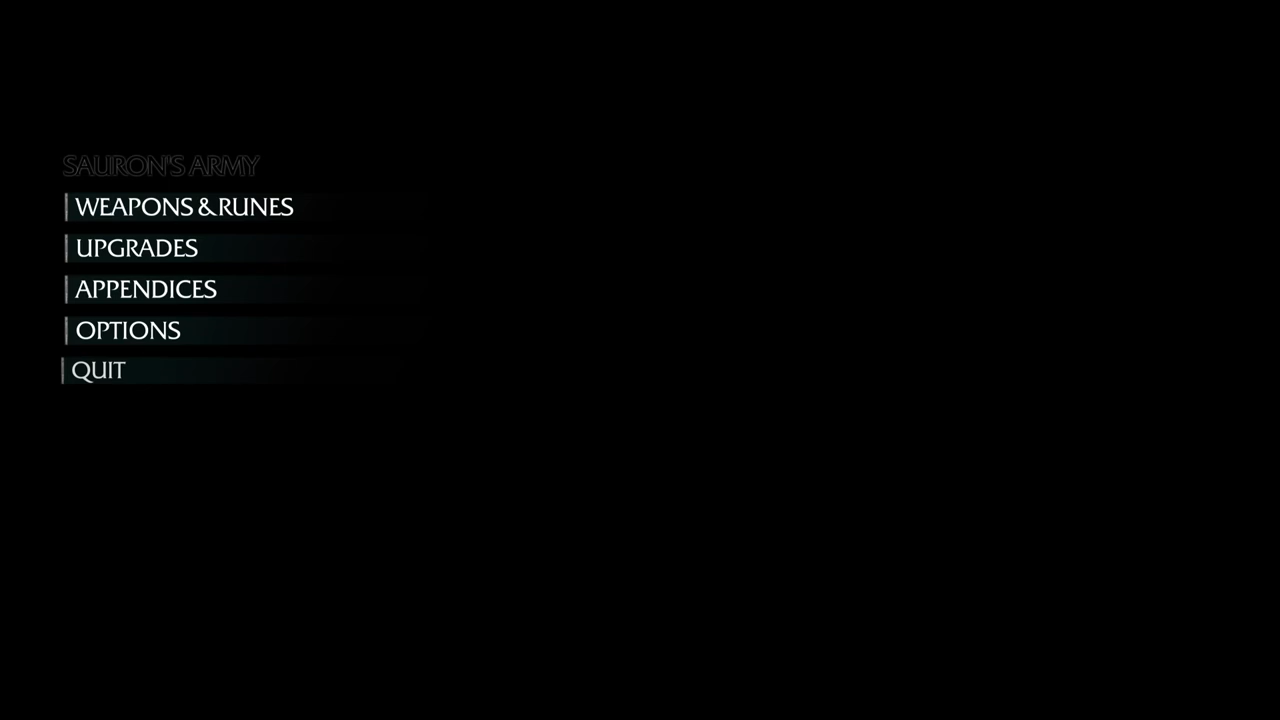 SAURON'S ARMY
WEAPONS & RUNES
UPGRADES
APPENDICES
OPTIONS
QUIT